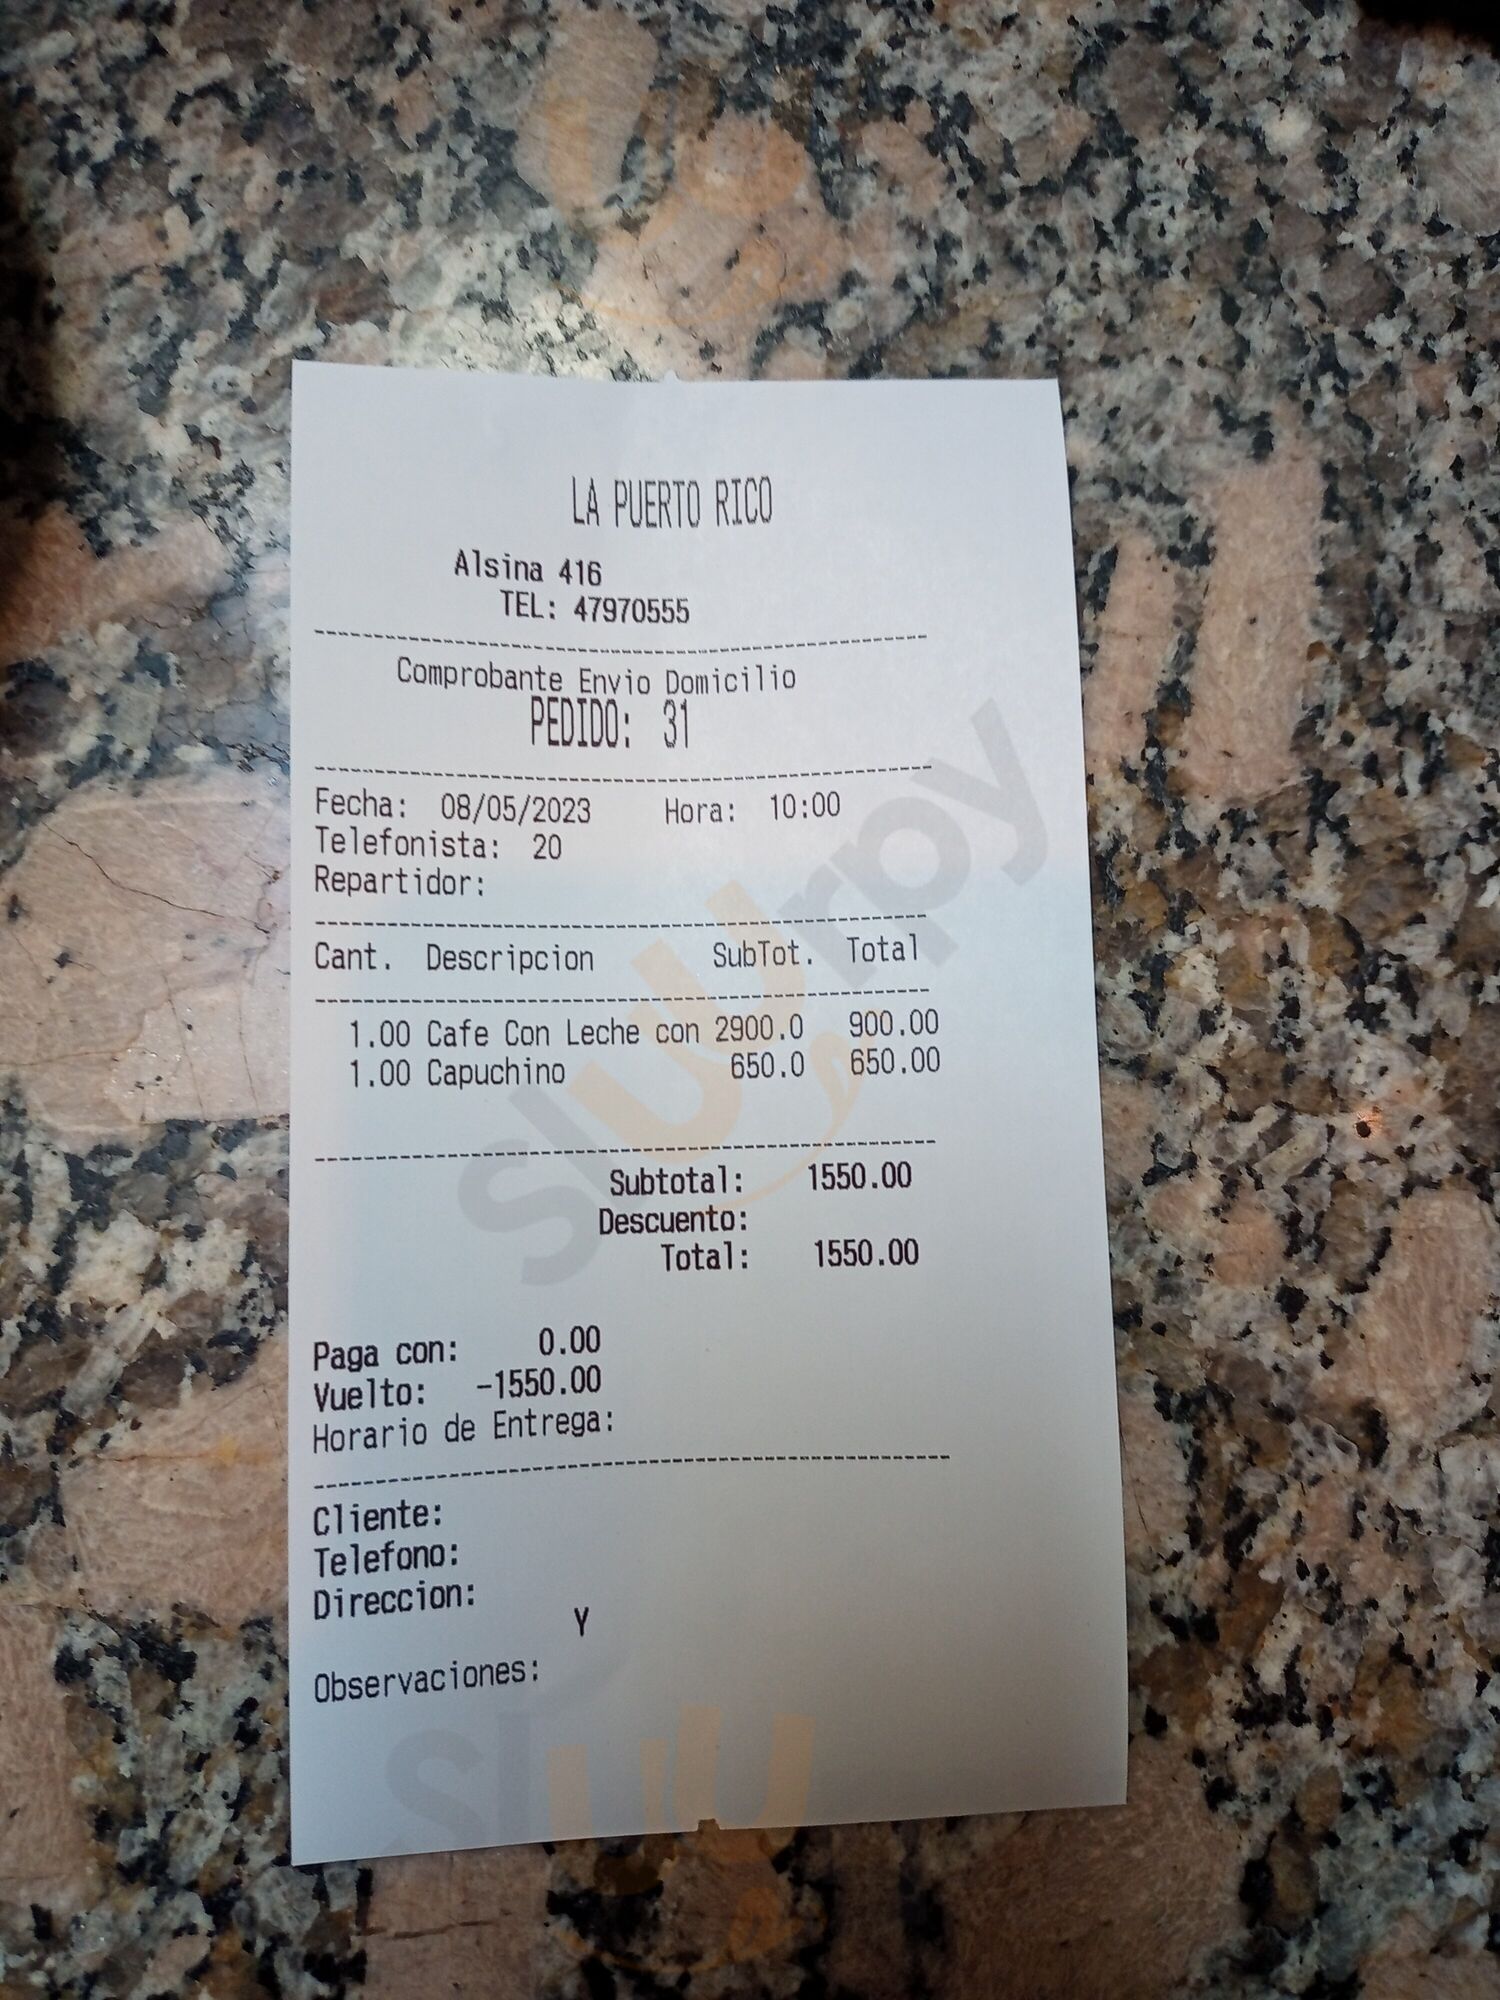 LA PUERTO RICO
Alsina 416
TEL: 47970555
Comprobante Envio Domicilio
PEDIDO: 31
Fecha: 08/05/2023 Hora: 10:00
Telefonista: 20
Repartidor:
Cant. Descripcion SubTot. Total
1.00 Cafe Con Leche con 2900.0 900.00
1.00 Capuchino 650.0 650.00
Subtotal: 1550.00
Descuento:
Total: 1550.00
Paga con: 0.00
Vuelto: -1550.00
Horario de Entrega:
Cliente:
Telefono:
Direccion:
Y
Observaciones:
sluurpy
sluu